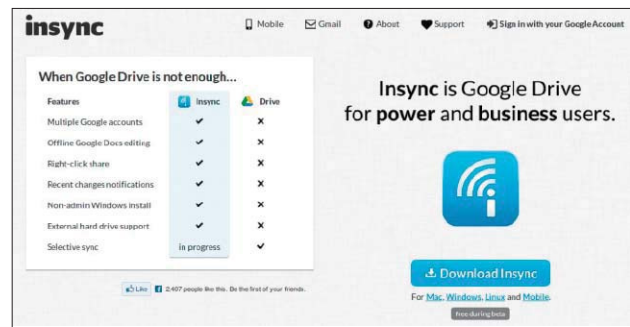 insync
Mobile Gmail About Support Sign in with your Google Account
When Google Drive is not enough...
Features Insync Drive
Multiple Google accounts
Offline Google Docs editing
Right-click share
Recent changes notifications
Non-admin Windows install
External hard drive support
Selective sync in progress
Like 2,407 people like this. Be the first of your friends.
Insync is Google Drive
for power and business users.
Download Insync
For Mac, Windows, Linux and Mobile.
Free during beta